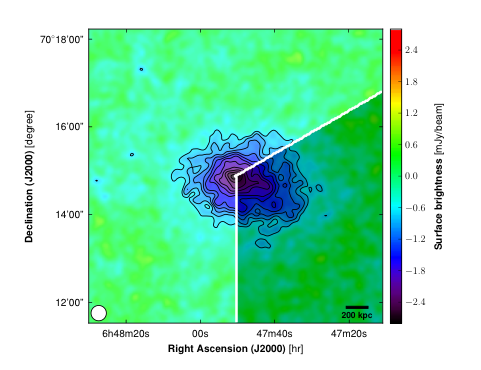 70°18'00"
16'00"
14'00"
12'00"
Declination (J2000) [degree]
6h48m20s 00s 47m40s 47m20s
Right Ascension (J2000) [hr]
200 kpc
2.4
1.8
1.2
0.6
0.0
−0.6
−1.2
−1.8
−2.4
Surface brightness [mJy/beam]